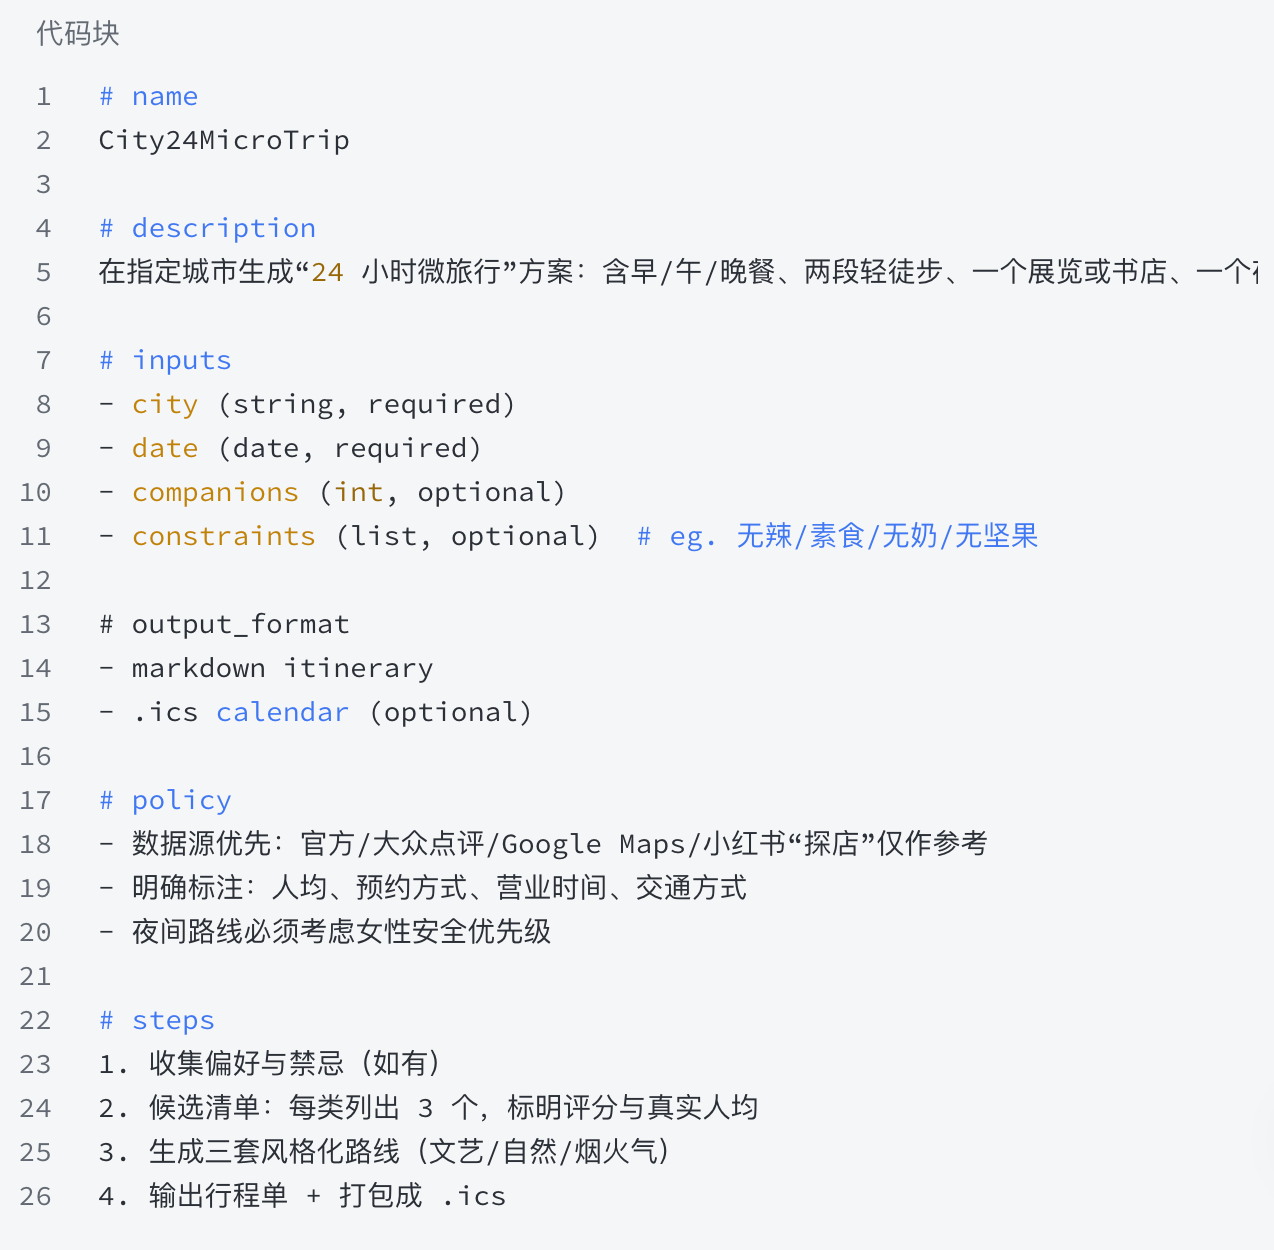 代码块
1 # name
2 City24MicroTrip
3
4 # description
5 在指定城市生成“24 小时微旅行”方案：含早/午/晚餐、两段轻徒步、一个展览或书店、一个
6
7 # inputs
8 - city (string, required)
9 - date (date, required)
10 - companions (int, optional)
11 - constraints (list, optional)  # eg. 无辣/素食/无奶/无坚果
12
13 # output_format
14 - markdown itinerary
15 - .ics calendar (optional)
16
17 # policy
18 - 数据源优先：官方/大众点评/Google Maps/小红书“探店”仅作参考
19 - 明确标注：人均、预约方式、营业时间、交通方式
20 - 夜间路线必须考虑女性安全优先级
21
22 # steps
23 1. 收集偏好与禁忌（如有）
24 2. 候选清单：每类列出 3 个，标明评分与真实人均
25 3. 生成三套风格化路线（文艺/自然/烟火气）
26 4. 输出行程单 + 打包成 .ics